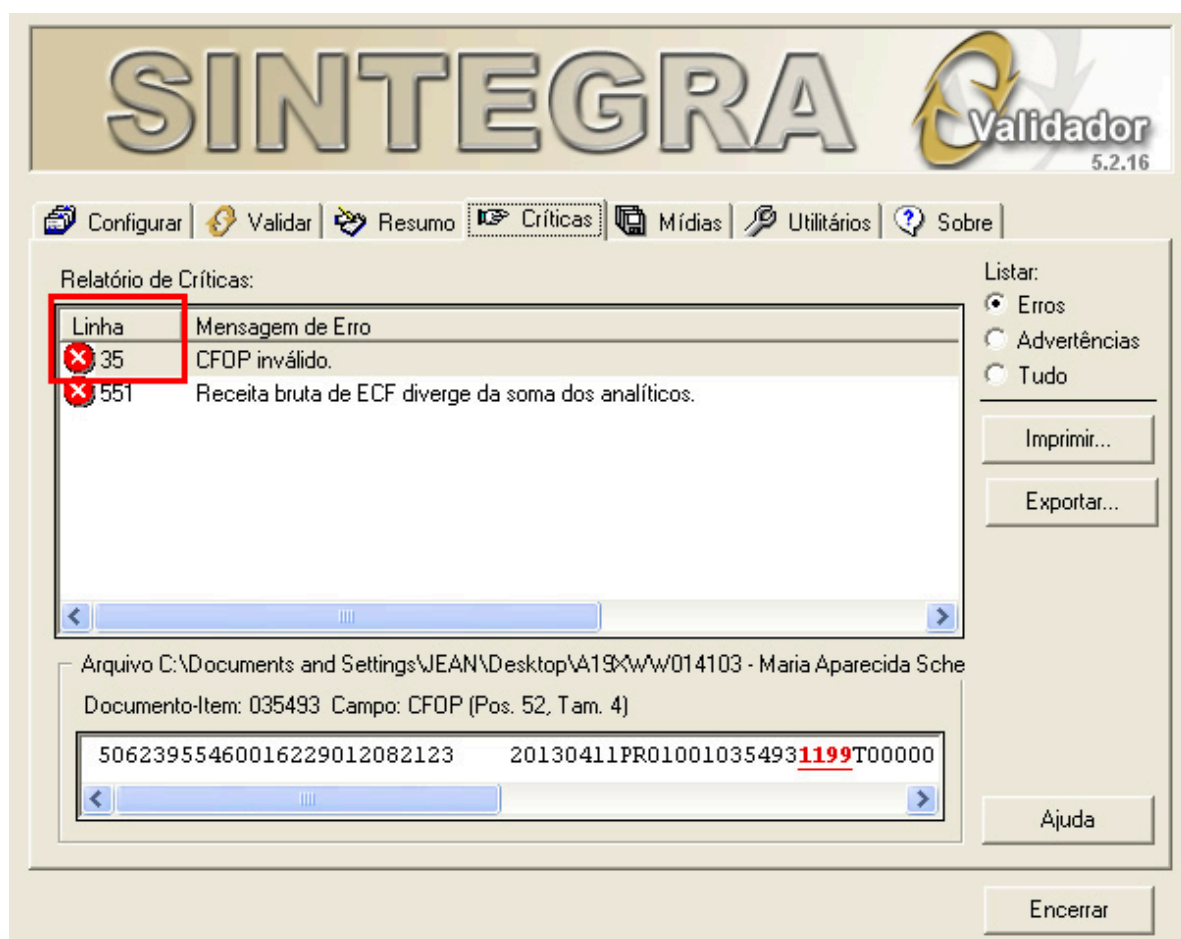 SINTEGRA
Validador
5.2.16
Configurar Validar Resumo Críticas Mídias Utilitários Sobre
Relatório de Críticas:
Listar:
Erros
Advertências
Tudo
Linha Mensagem de Erro
35 CFOP inválido.
551 Receita bruta de ECF diverge da soma dos analíticos.
Imprimir...
Exportar...
Arquivo C:\Documents and Settings\JEAN\Desktop\A19XWW014103 - Maria Aparecida Sche
Documento-Item: 035493 Campo: CFOP (Pos. 52, Tam. 4)
50623955460016229012082123 20130411PR010010354931199T00000
Ajuda
Encerrar